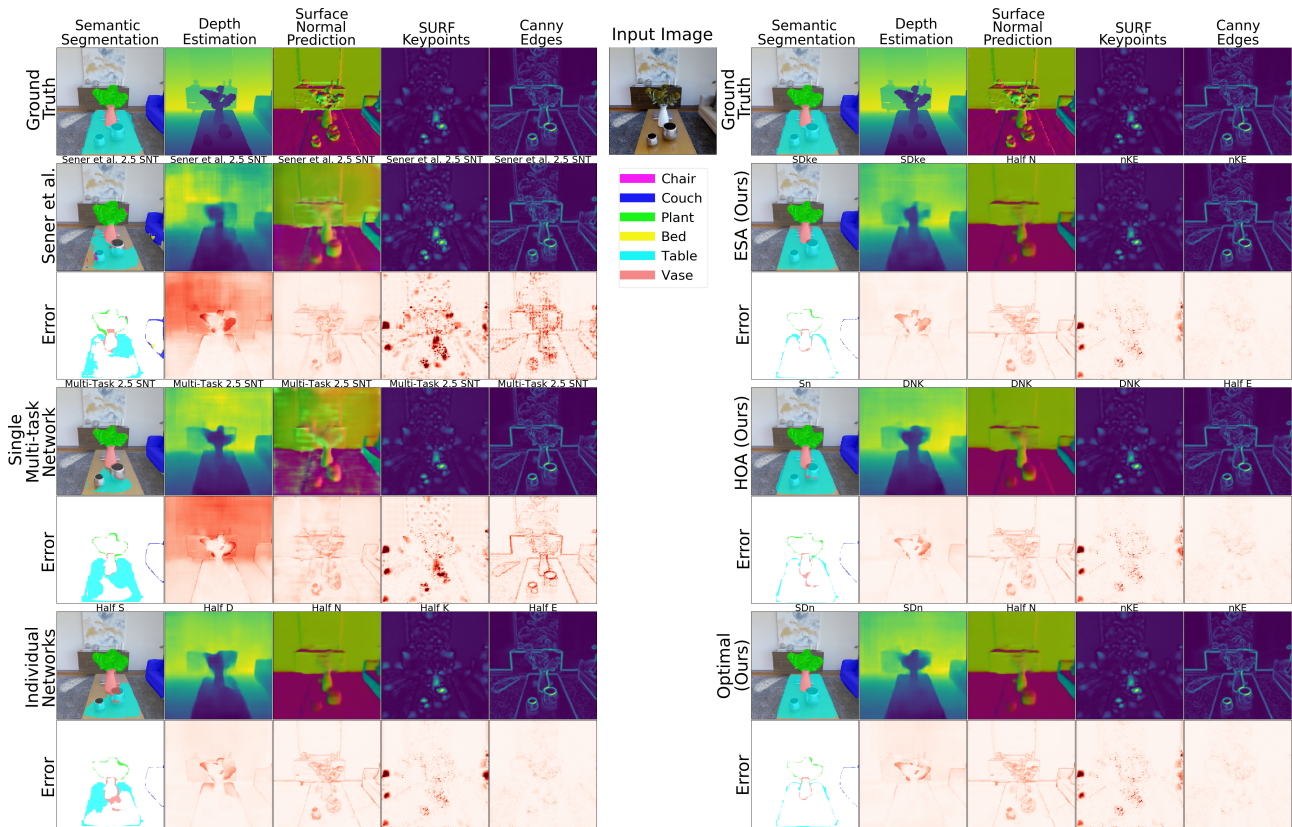 Semantic
Segmentation
Depth
Estimation
Surface
Normal
Prediction
SURF
Keypoints
Canny
Edges
Input Image
Semantic
Segmentation
Depth
Estimation
Surface
Normal
Prediction
SURF
Keypoints
Canny
Edges
Ground
Truth
Ground
Truth
Sener et al. 2.5 SNT Sener et al. 2.5 SNT Sener et al. 2.5 SNT Sener et al. 2.5 SNT Sener et al. 2.5 SNT
SDke SDke Half N nKE nKE
Sener et al.
Chair
Couch
Plant
Bed
Table
Vase
ESA (Ours)
Error
Error
Multi-Task 2.5 SNT Multi-Task 2.5 SNT Multi-Task 2.5 SNT Multi-Task 2.5 SNT Multi-Task 2.5 SNT
Sn DNK DNK DNK Half E
Single
Multi-task
Network
HOA (Ours)
Error
Error
Half S Half D Half N Half K Half E
SDn SDn Half N nKE nKE
Individual
Networks
Optimal
(Ours)
Error
Error